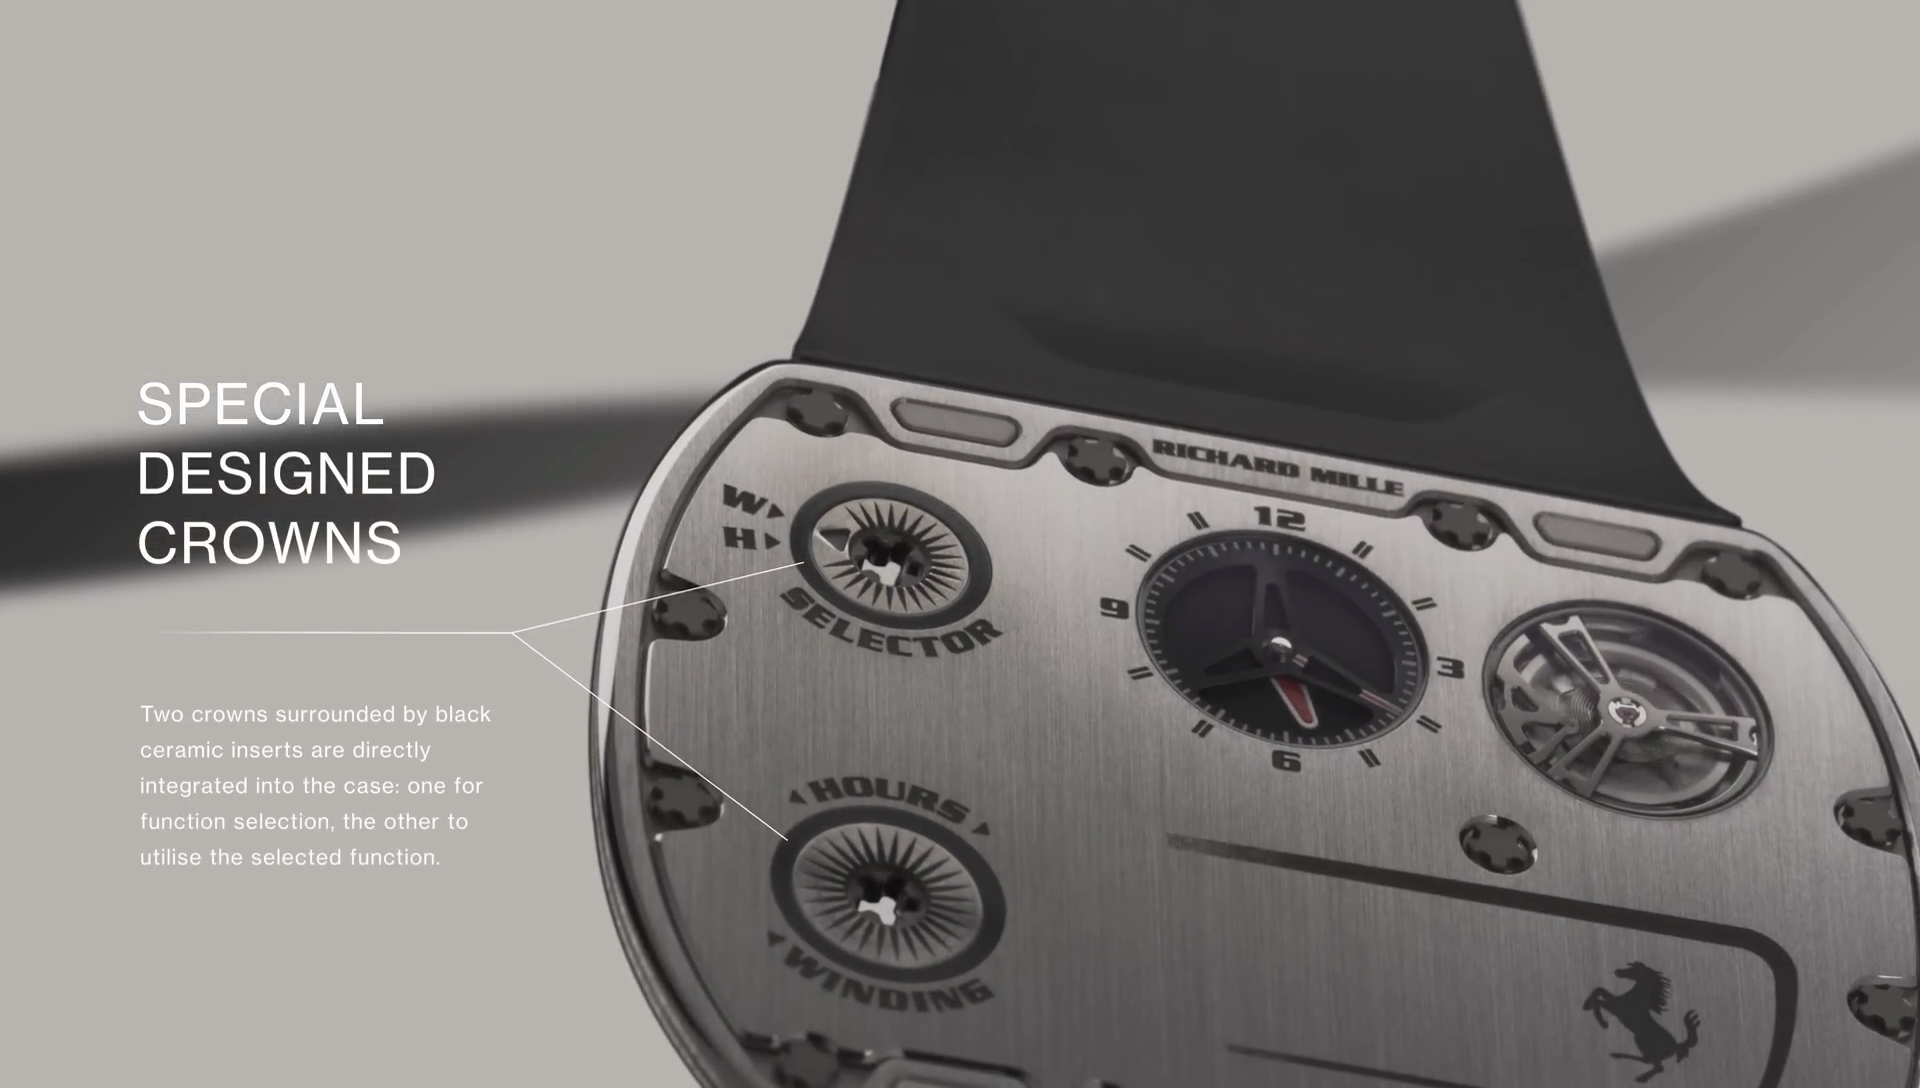 SPECIAL
DESIGNED
CROWNS
Two crowns surrounded by black
ceramic inserts are directly
integrated into the case: one for
function selection, the other to
utilise the selected function.
RICHARD MILLE
W
H
SELECTOR
12
9
3
6
HOURS
WINDING